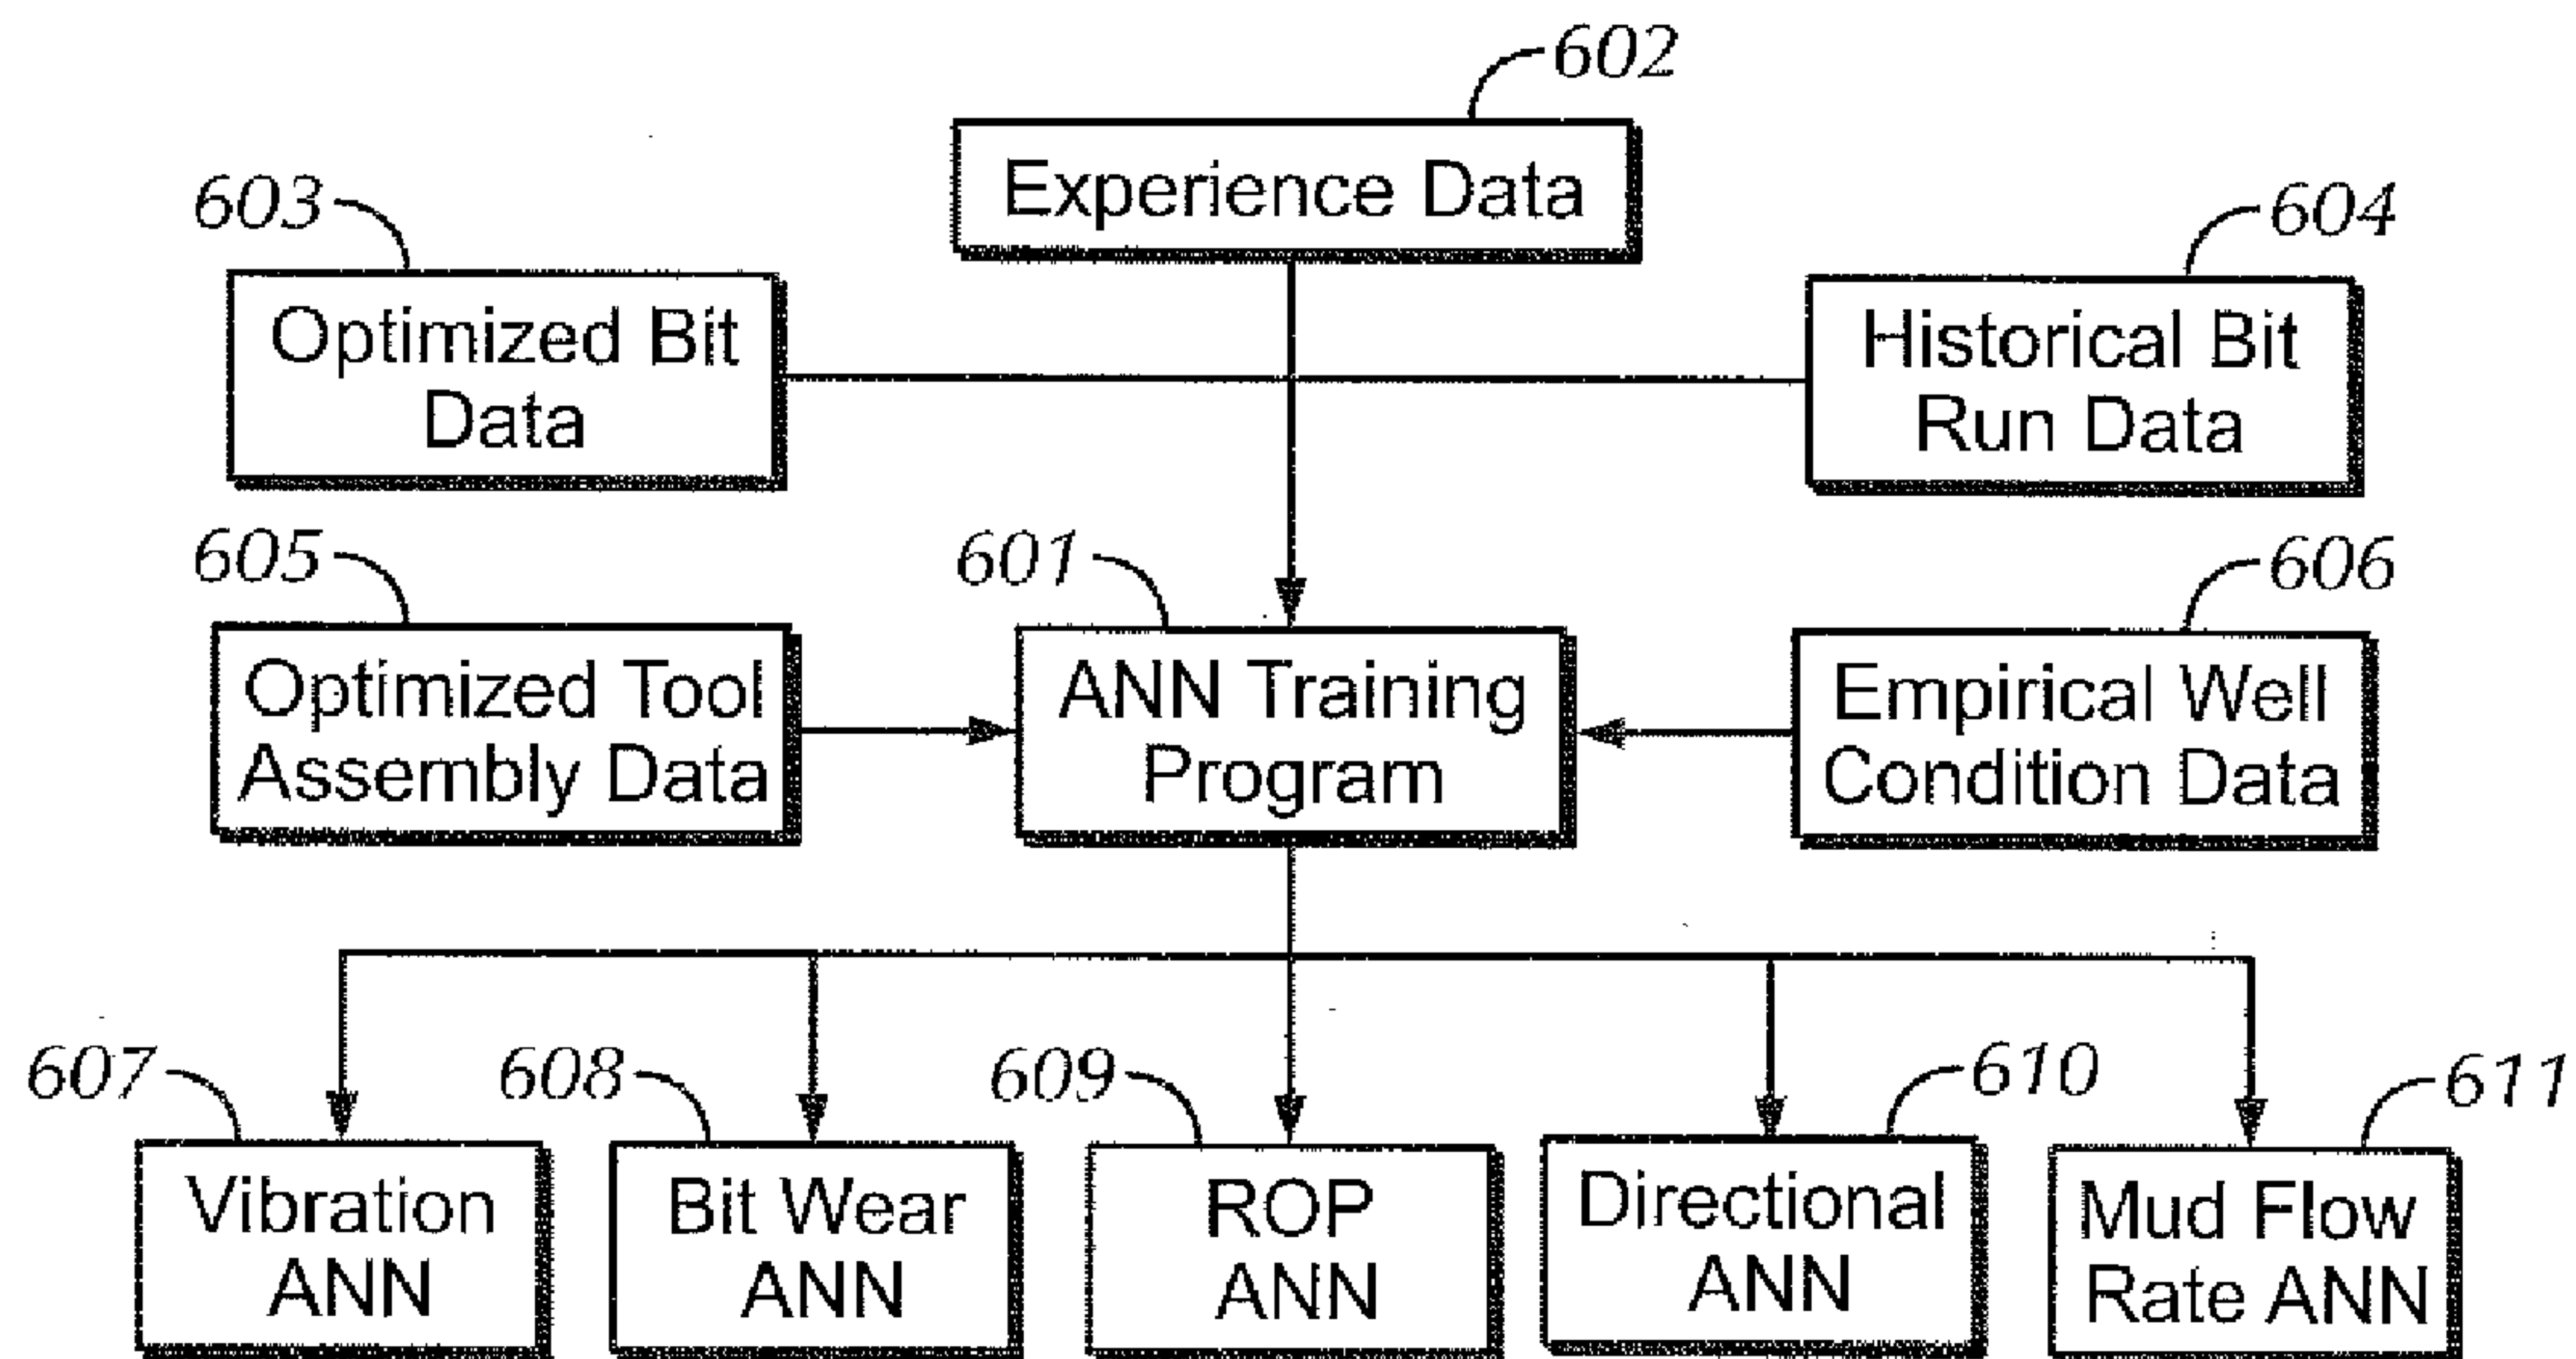 602
Experience Data
603
604
Optimized Bit
Data
Historical Bit
Run Data
605
601
606
Optimized Tool
Assembly Data
ANN Training
Program
Empirical Well
Condition Data
607
608
609
610
611
Vibration
ANN
Bit Wear
ANN
ROP
ANN
Directional
ANN
Mud Flow
Rate ANN